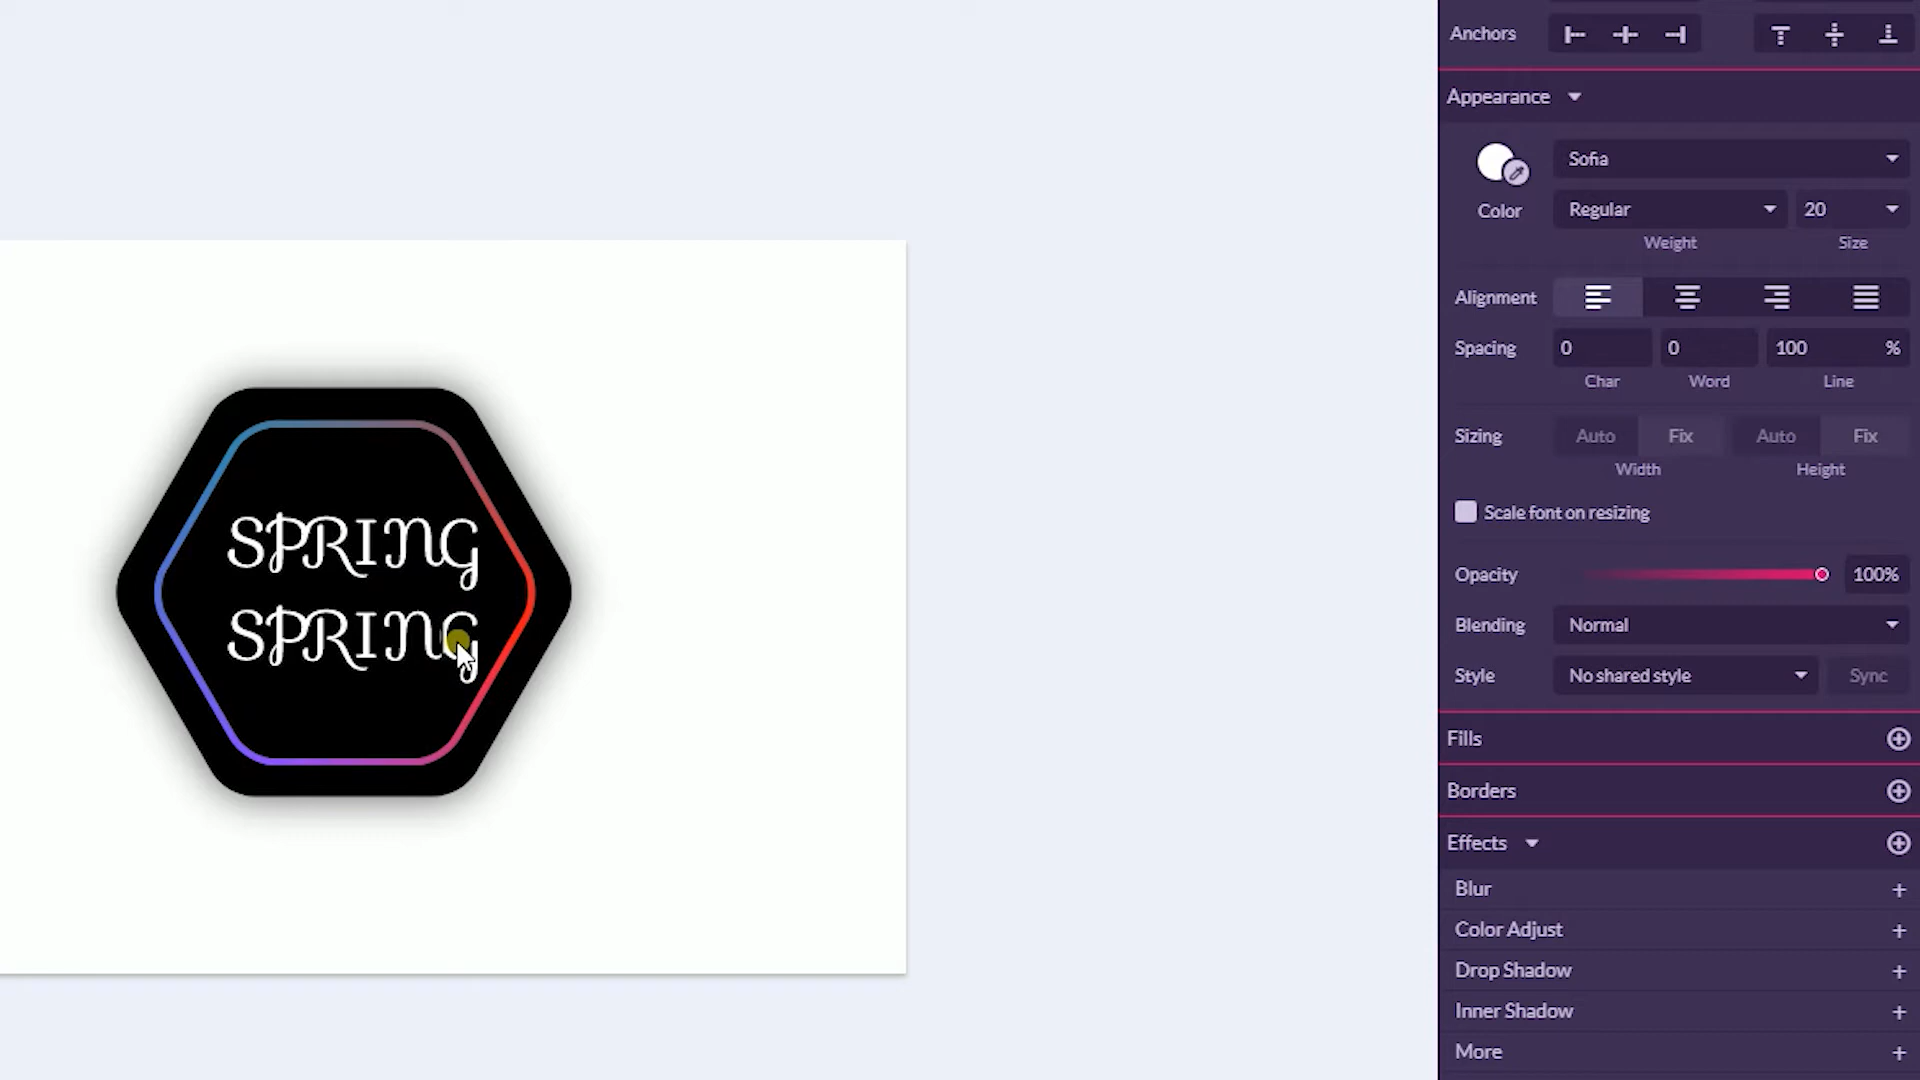 Anchors
Appearance
Sofia
Color
Regular
20
Weight
Size
Alignment
Spacing
0
0
100 %
Char
Word
Line
Sizing
Auto
Fix
Auto
Fix
Width
Height
Scale font on resizing
Opacity
100%
Blending
Normal
Style
No shared style
Sync
Fills
Borders
Effects
Blur
Color Adjust
Drop Shadow
Inner Shadow
More
SPRING
SPRING